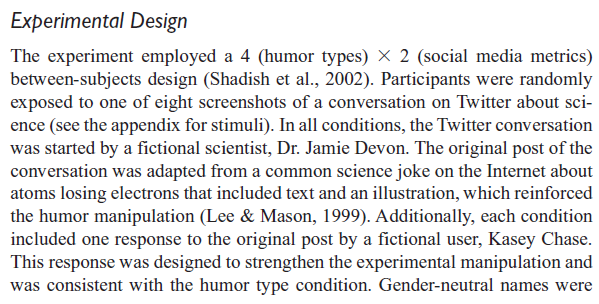 Experimental Design
The experiment employed a 4 (humor types) × 2 (social media metrics)
between-subjects design (Shadish et al., 2002). Participants were randomly
exposed to one of eight screenshots of a conversation on Twitter about sci-
ence (see the appendix for stimuli). In all conditions, the Twitter conversation
was started by a fictional scientist, Dr. Jamie Devon. The original post of the
conversation was adapted from a common science joke on the Internet about
atoms losing electrons that included text and an illustration, which reinforced
the humor manipulation (Lee & Mason, 1999). Additionally, each condition
included one response to the original post by a fictional user, Kasey Chase.
This response was designed to strengthen the experimental manipulation and
was consistent with the humor type condition. Gender-neutral names were